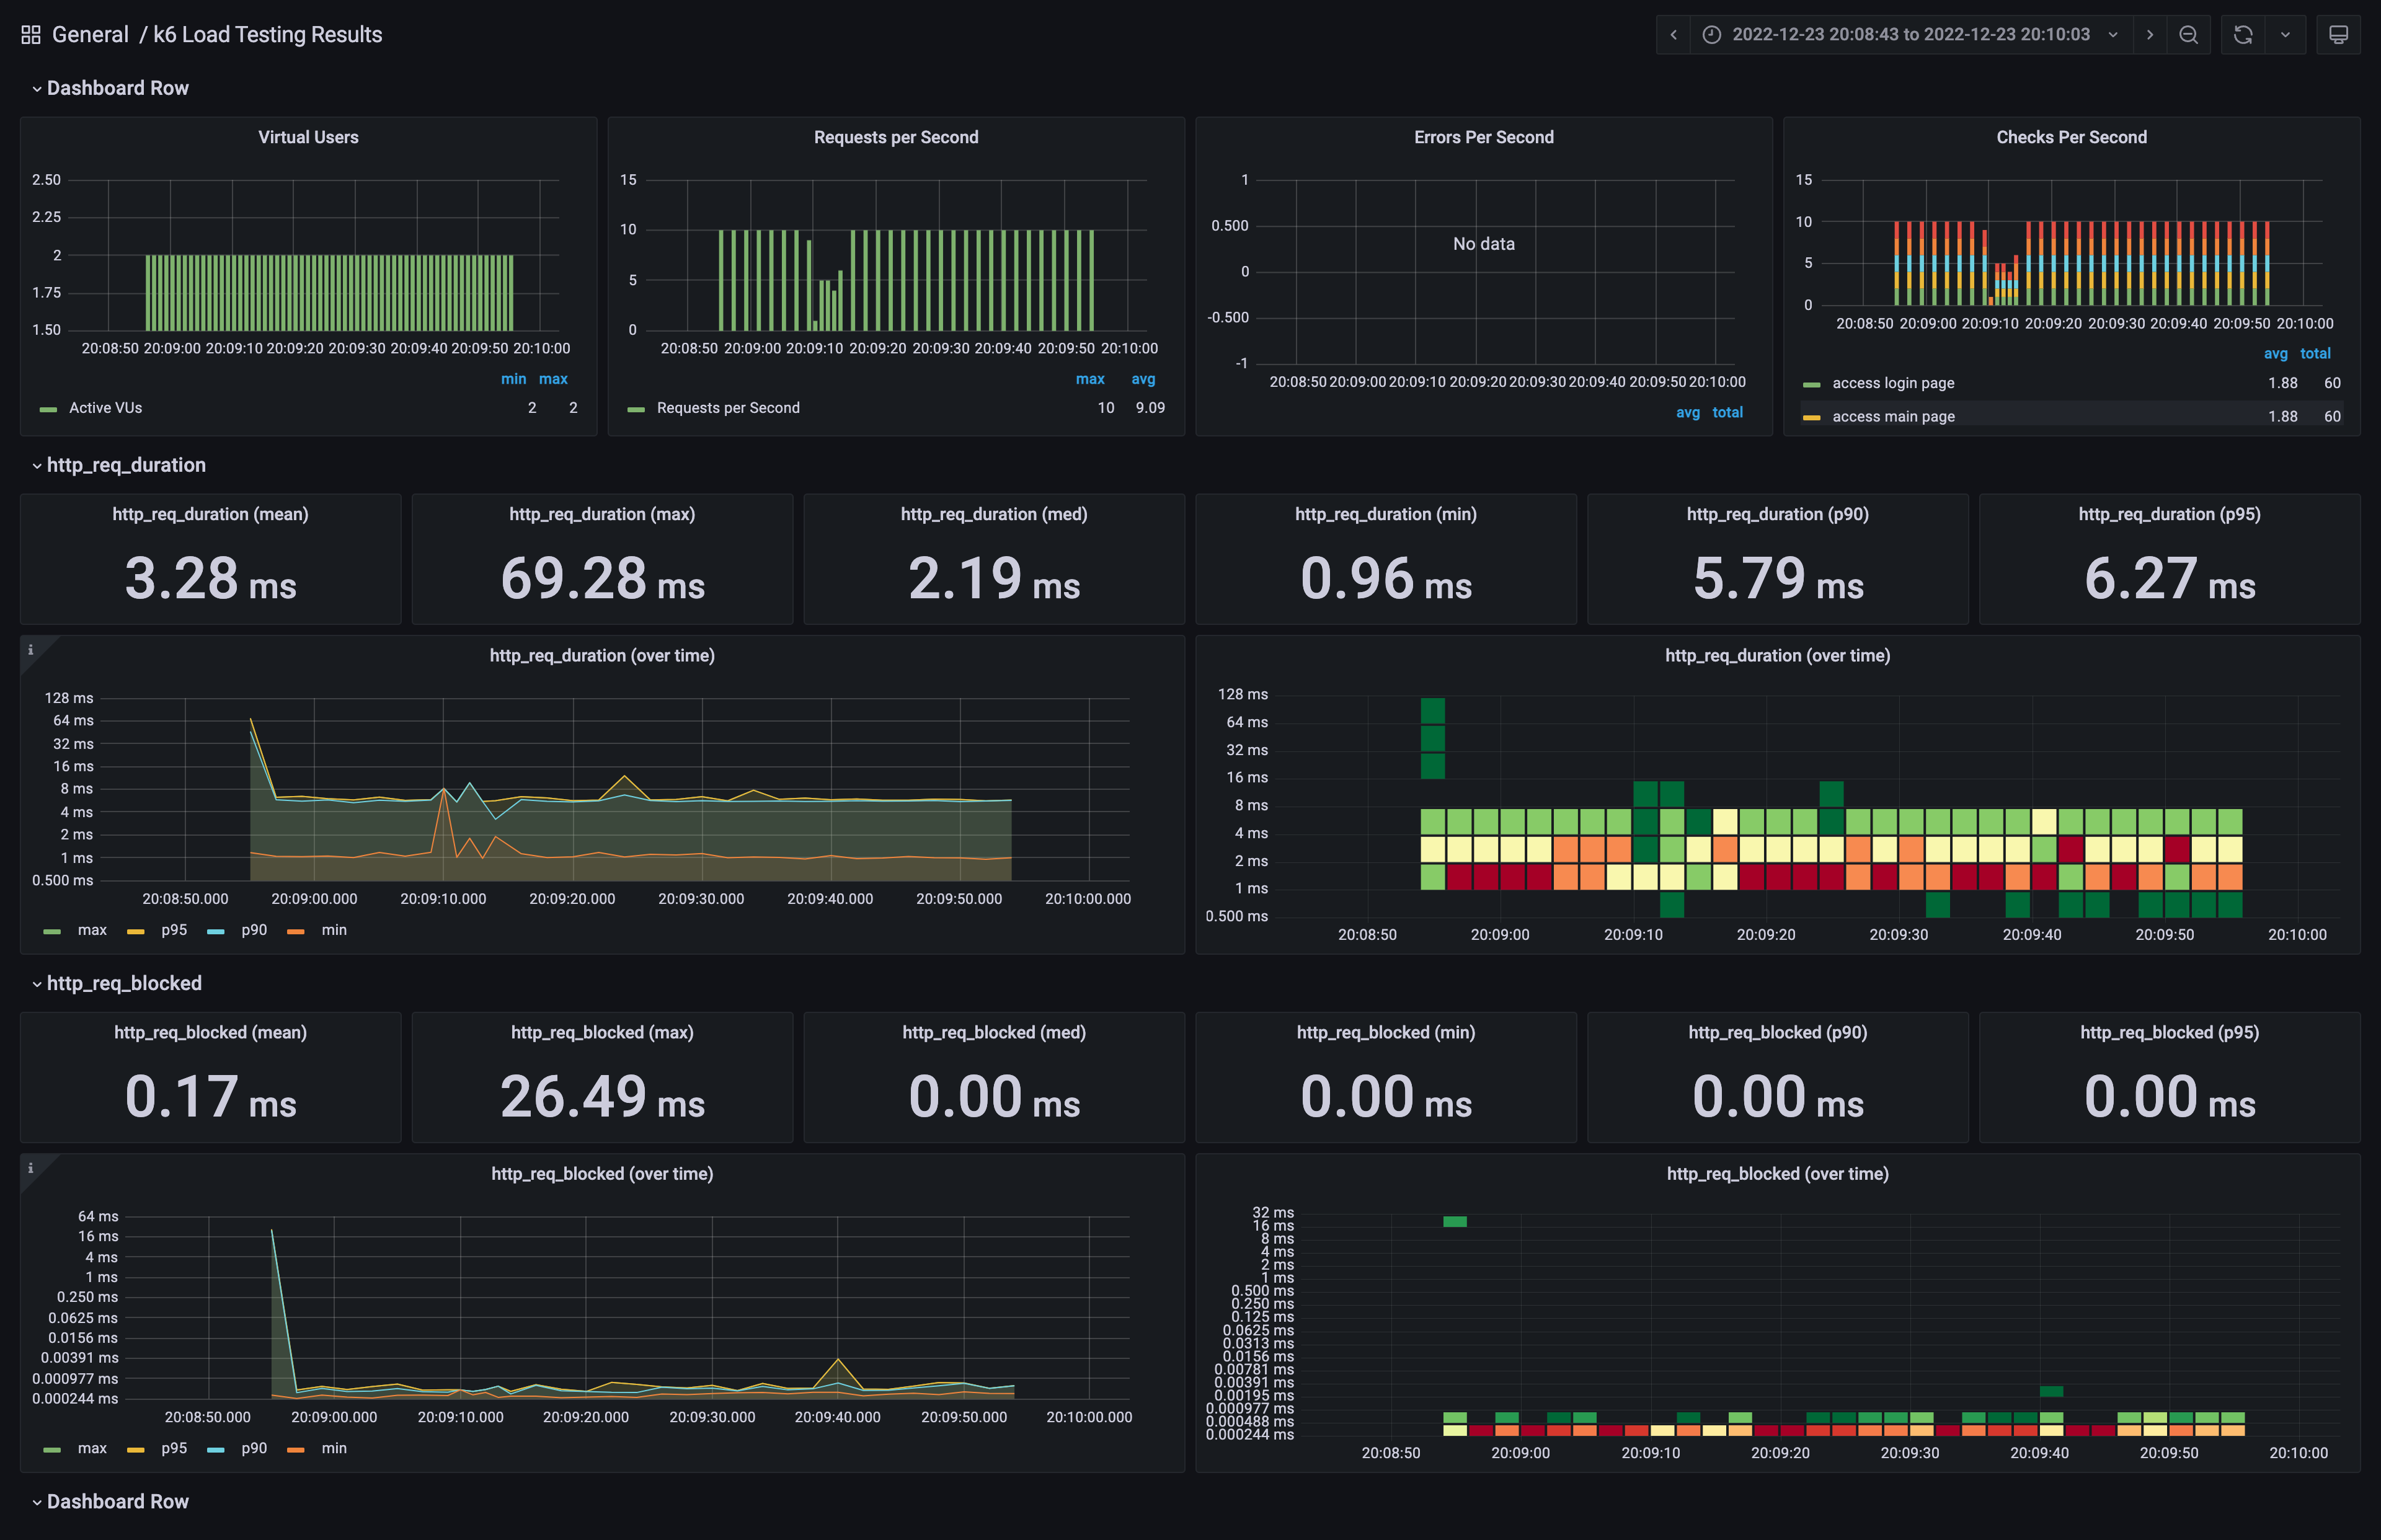 General / k6 Load Testing Results
2022-12-23 20:08:43 to 2022-12-23 20:10:03
Dashboard Row
Virtual Users
2.50
2.25
2
1.75
1.50
20:08:50 20:09:00 20:09:10 20:09:20 20:09:30 20:09:40 20:09:50 20:10:00
min max
Active VUs 2 2
Requests per Second
15
10
5
0
20:08:50 20:09:00 20:09:10 20:09:20 20:09:30 20:09:40 20:09:50 20:10:00
max avg
Requests per Second 10 9.09
Errors Per Second
1
0.500
No data
0
-0.500
-1
20:08:50 20:09:00 20:09:10 20:09:20 20:09:30 20:09:40 20:09:50 20:10:00
avg total
Checks Per Second
15
10
5
0
20:08:50 20:09:00 20:09:10 20:09:20 20:09:30 20:09:40 20:09:50 20:10:00
avg total
access login page 1.88 60
access main page 1.88 60
http_req_duration
http_req_duration (mean)
3.28 ms
http_req_duration (max)
69.28 ms
http_req_duration (med)
2.19 ms
http_req_duration (min)
0.96 ms
http_req_duration (p90)
5.79 ms
http_req_duration (p95)
6.27 ms
i
http_req_duration (over time)
128 ms
64 ms
32 ms
16 ms
8 ms
4 ms
2 ms
1 ms
0.500 ms
20:08:50.000 20:09:00.000 20:09:10.000 20:09:20.000 20:09:30.000 20:09:40.000 20:09:50.000 20:10:00.000
max p95 p90 min
http_req_duration (over time)
128 ms
64 ms
32 ms
16 ms
8 ms
4 ms
2 ms
1 ms
0.500 ms
20:08:50 20:09:00 20:09:10 20:09:20 20:09:30 20:09:40 20:09:50 20:10:00
http_req_blocked
http_req_blocked (mean)
0.17 ms
http_req_blocked (max)
26.49 ms
http_req_blocked (med)
0.00 ms
http_req_blocked (min)
0.00 ms
http_req_blocked (p90)
0.00 ms
http_req_blocked (p95)
0.00 ms
i
http_req_blocked (over time)
64 ms
16 ms
4 ms
1 ms
0.250 ms
0.0625 ms
0.0156 ms
0.00391 ms
0.000977 ms
0.000244 ms
20:08:50.000 20:09:00.000 20:09:10.000 20:09:20.000 20:09:30.000 20:09:40.000 20:09:50.000 20:10:00.000
max p95 p90 min
http_req_blocked (over time)
32 ms
16 ms
8 ms
4 ms
2 ms
1 ms
0.500 ms
0.250 ms
0.125 ms
0.0625 ms
0.0313 ms
0.0156 ms
0.00781 ms
0.00391 ms
0.00195 ms
0.000977 ms
0.000488 ms
0.000244 ms
20:08:50 20:09:00 20:09:10 20:09:20 20:09:30 20:09:40 20:09:50 20:10:00
Dashboard Row